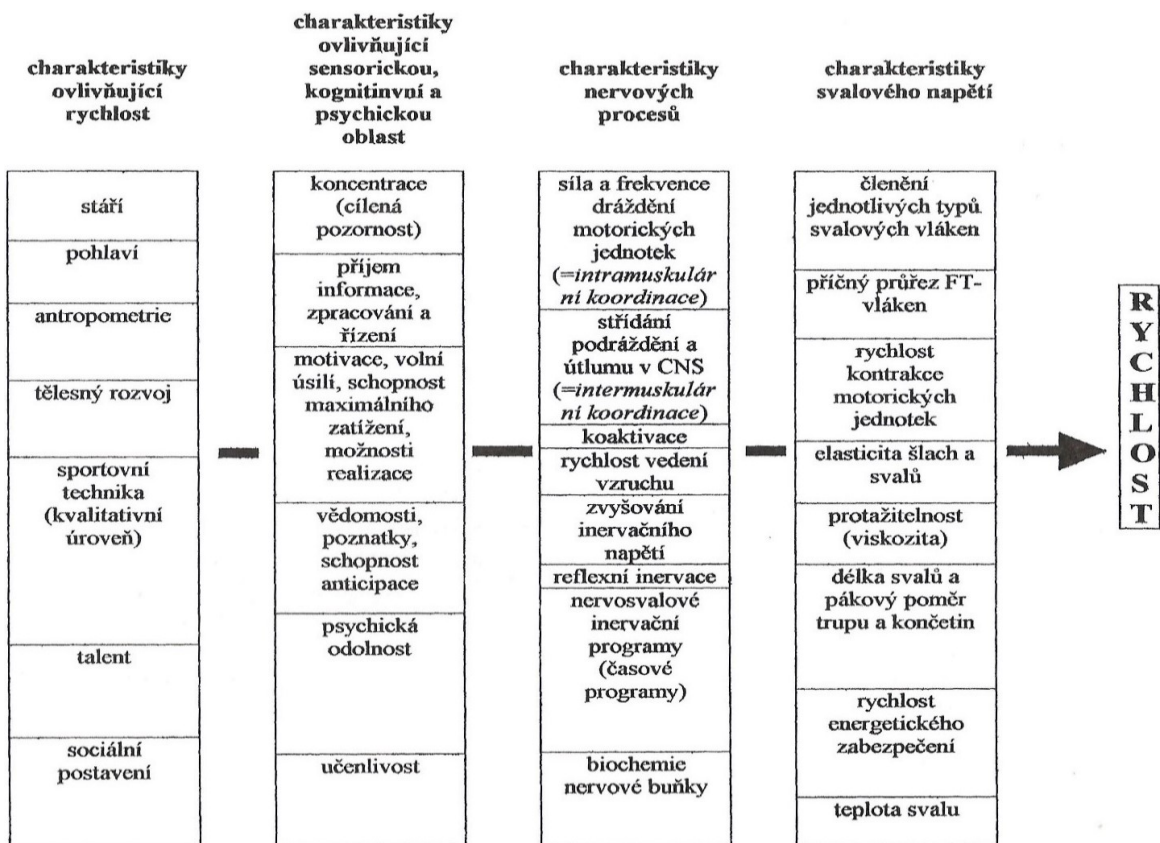 charakteristiky
ovlivňující
rychlost
stáří
pohlaví
antropometrie
tělesný rozvoj
sportovní
technika
(kvalitativní
úroveň)
talent
sociální
postavení
charakteristiky
ovlivňující
sensorickou,
kognitinvní a
psychickou
oblast
koncentrace
(cílená
pozornost)
příjem
informace,
zpracování a
řízení
motivace, volní
úsilí, schopnost
maximálního
zatížení,
možnosti
realizace
vědomosti,
poznatky,
schopnost
anticipace
psychická
odolnost
učenlivost
charakteristiky
nervových
procesů
síla a frekvence
dráždění
motorických
jednotek
(=intramuskulár
ní koordinace)
střídání
podráždění a
útlumu v CNS
(=intermuskulár
ní koordinace)
koaktivace
rychlost vedení
vzruchu
zvyšování
inervačního
napětí
reflexní inervace
nervosvalové
inervační
programy
(časové
programy)
biochemie
nervové buňky
charakteristiky
svalového napětí
členění
jednotlivých typů
svalových vláken
příčný průřez FT-
vláken
rychlost
kontrakce
motorických
jednotek
elasticita šlach a
svalů
protažitelnost
(viskozita)
délka svalů a
pákový poměr
trupu a končetin
rychlost
energetického
zabezpečení
teplota svalu
RYCHLOST